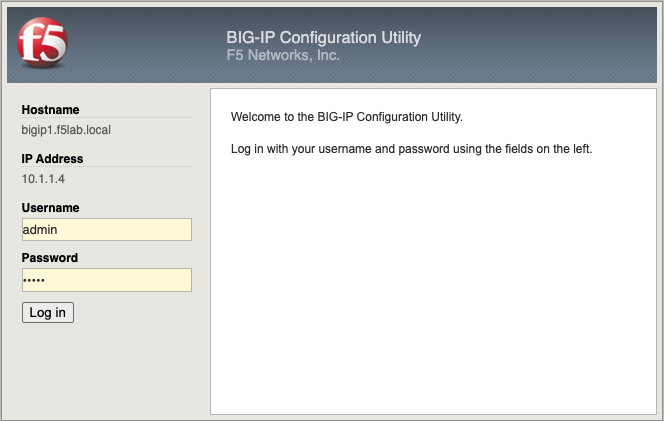 f5
BIG-IP Configuration Utility
F5 Networks, Inc.
Hostname
bigip1.f5lab.local
IP Address
10.1.1.4
Username
admin
Password
•••••
Log in
Welcome to the BIG-IP Configuration Utility.
Log in with your username and password using the fields on the left.